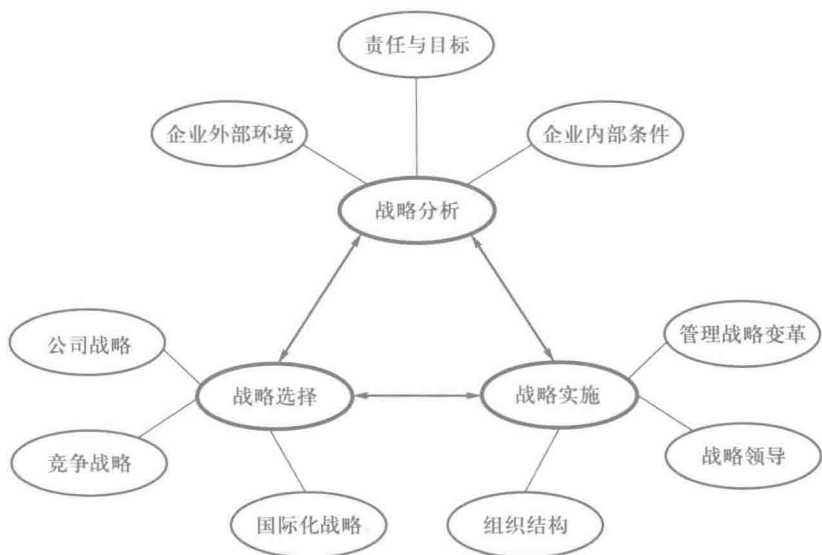 责任与目标
企业外部环境
企业内部条件
战略分析
公司战略
管理战略变革
战略选择
战略实施
竞争战略
战略领导
国际化战略
组织结构